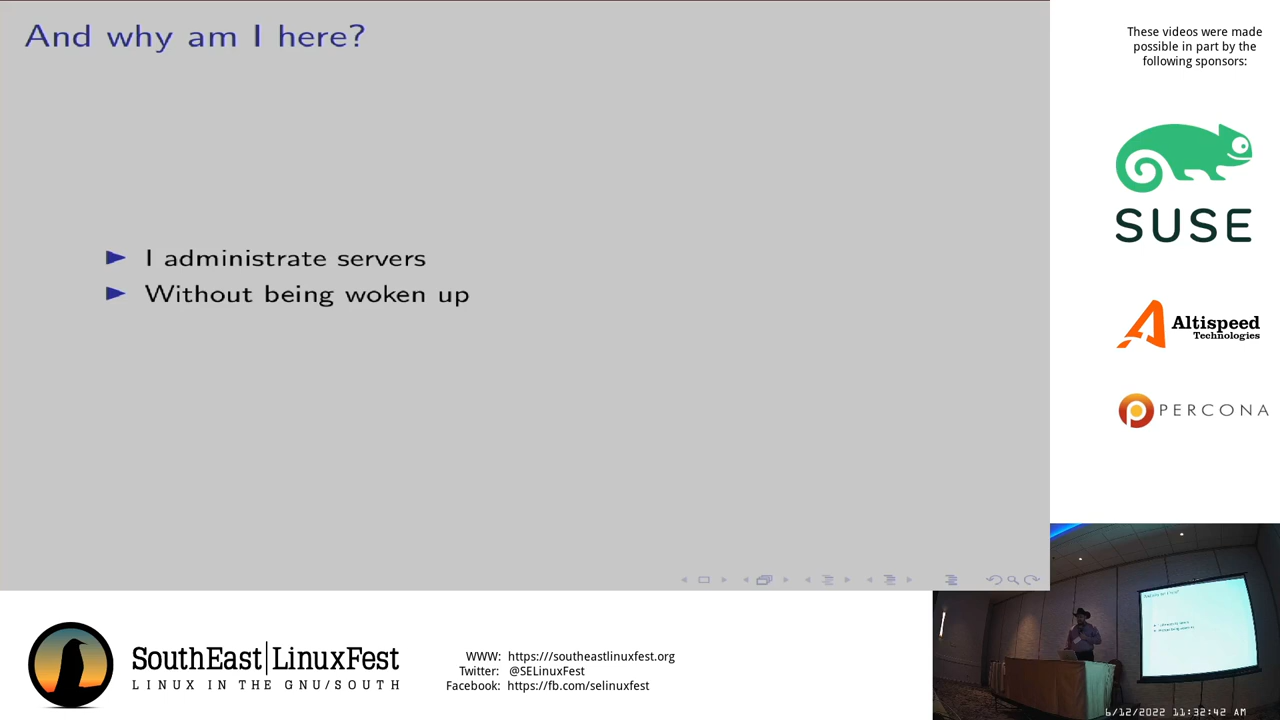 And why am I here?
I administrate servers
Without being woken up
These videos were made
possible in part by the
following sponsors:
SUSE
Altispeed
Technologies
PERCONA
SouthEast LinuxFest
LINUX IN THE GNU/SOUTH
WWW: https:///southeastlinuxfest.org
Twitter: @SELinuxFest
Facebook: https://fb.com/selinuxfest
6/12/2022 11:32:42 AM